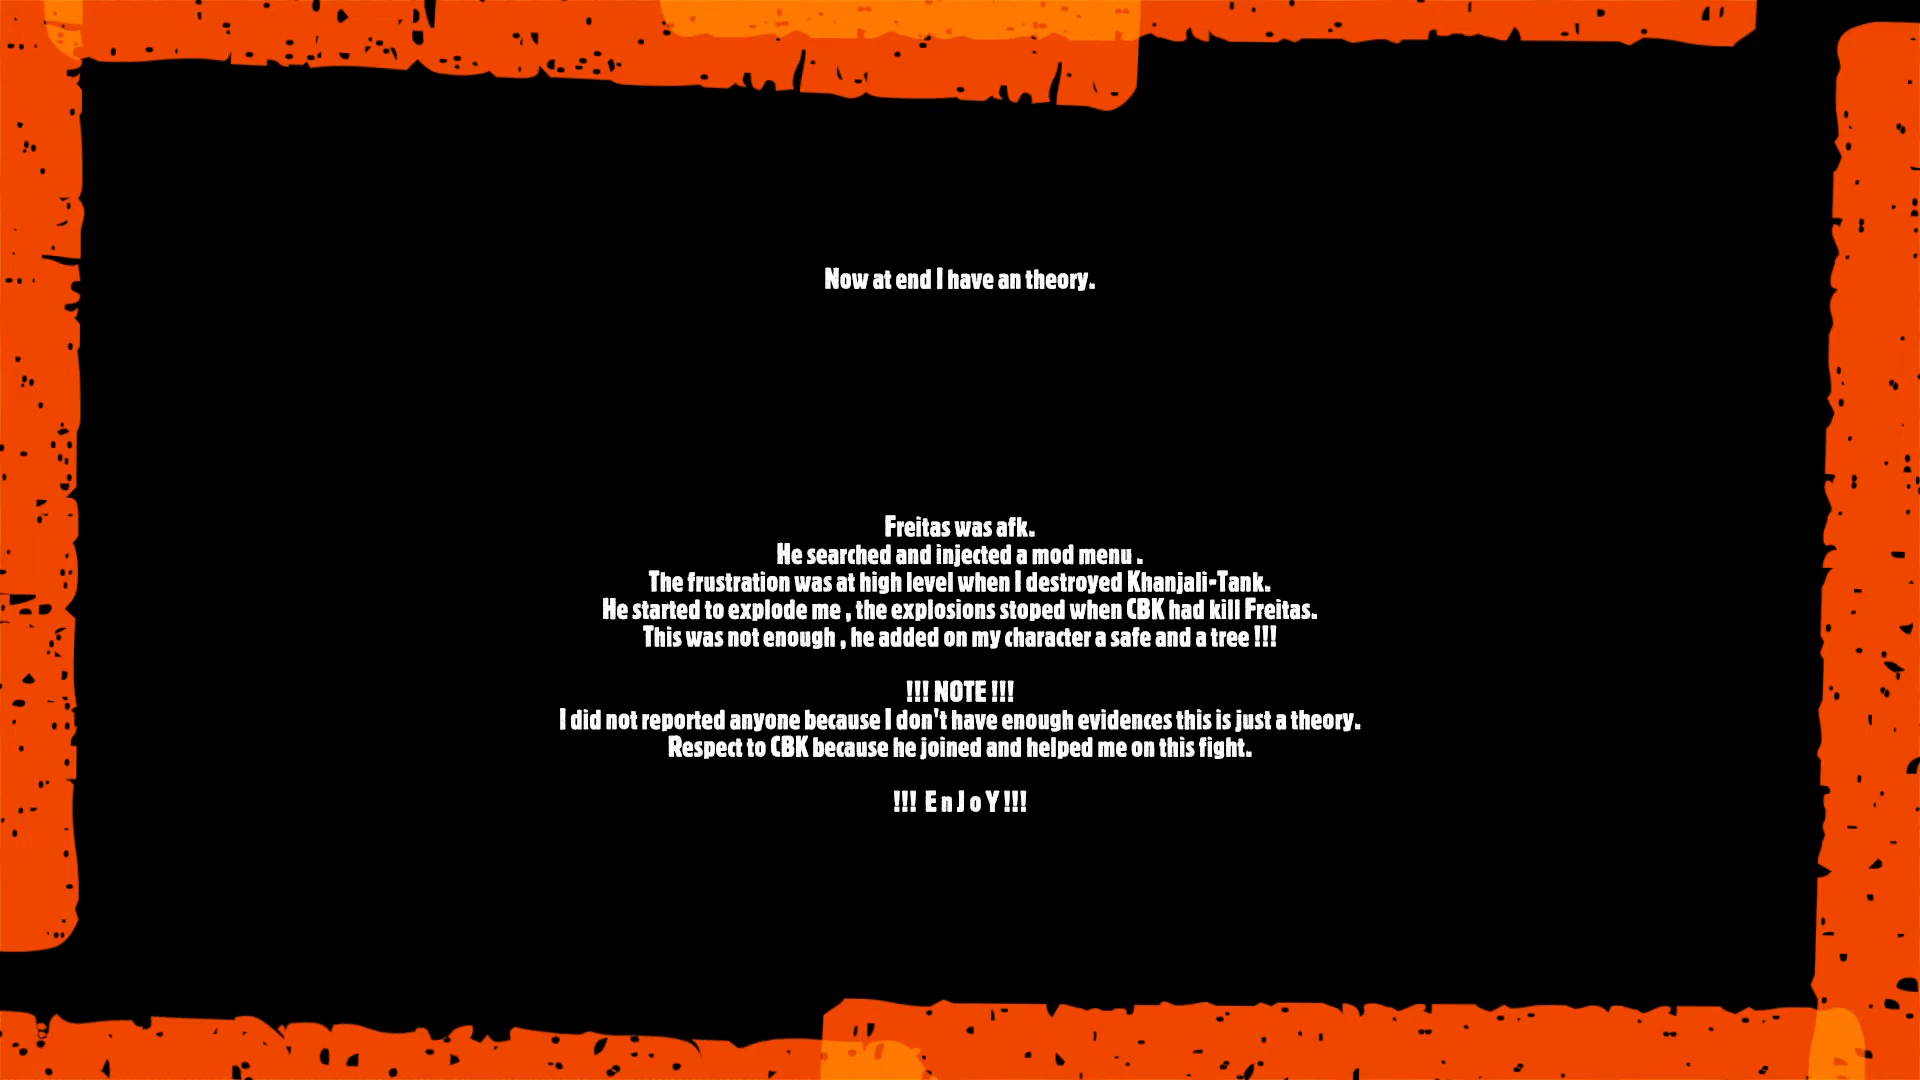 Now at end I have an theory.
Freitas was afk.
He searched and injected a mod menu .
The frustration was at high level when I destroyed Khanjali-Tank.
He started to explode me , the explosions stoped when CBK had kill Freitas.
This was not enough , he added on my character a safe and a tree !!!
!!! NOTE !!!
I did not reported anyone because I don't have enough evidences this is just a theory.
Respect to CBK because he joined and helped me on this fight.
!!! E n J o Y !!!